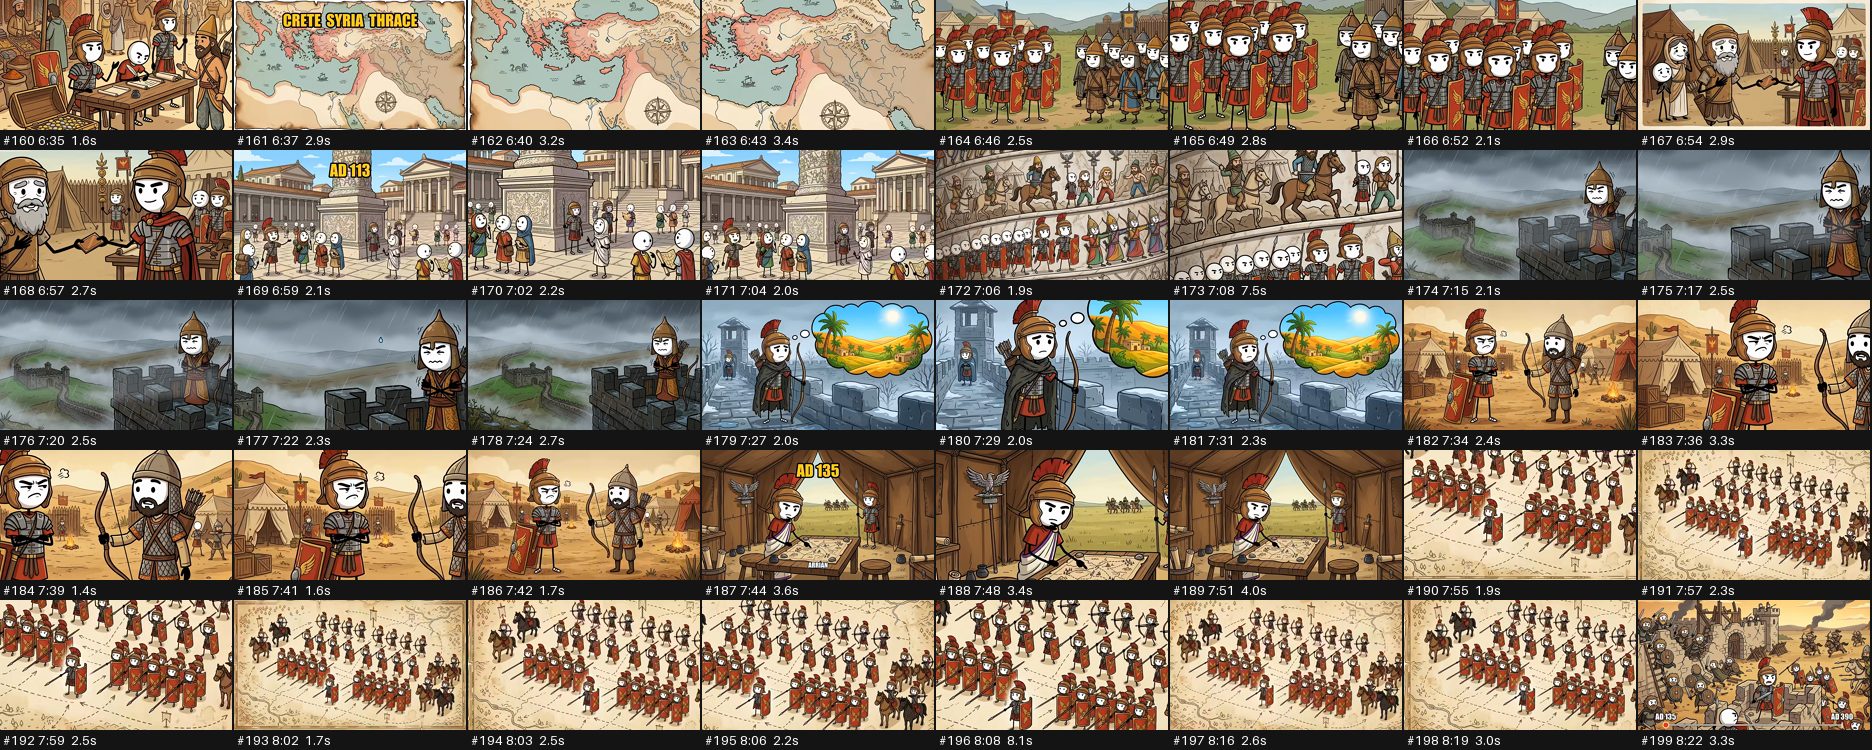 CRETE SYRIA THRACE
#160 6:35 1.6s
#161 6:37 2.9s
#162 6:40 3.2s
#163 6:43 3.4s
#164 6:46 2.5s
#165 6:49 2.8s
#166 6:52 2.1s
#167 6:54 2.9s
AD 113
#168 6:57 2.7s
#169 6:59 2.1s
#170 7:02 2.2s
#171 7:04 2.0s
#172 7:06 1.9s
#173 7:08 7.5s
#174 7:15 2.1s
#175 7:17 2.5s
#176 7:20 2.5s
#177 7:22 2.3s
#178 7:24 2.7s
#179 7:27 2.0s
#180 7:29 2.0s
#181 7:31 2.3s
#182 7:34 2.4s
#183 7:36 3.3s
AD 135
ARRIAN
#184 7:39 1.4s
#185 7:41 1.6s
#186 7:42 1.7s
#187 7:44 3.6s
#188 7:48 3.4s
#189 7:51 4.0s
#190 7:55 1.9s
#191 7:57 2.3s
AD 135
AD 390
#192 7:59 2.5s
#193 8:02 1.7s
#194 8:03 2.5s
#195 8:06 2.2s
#196 8:08 8.1s
#197 8:16 2.6s
#198 8:19 3.0s
#199 8:22 3.3s